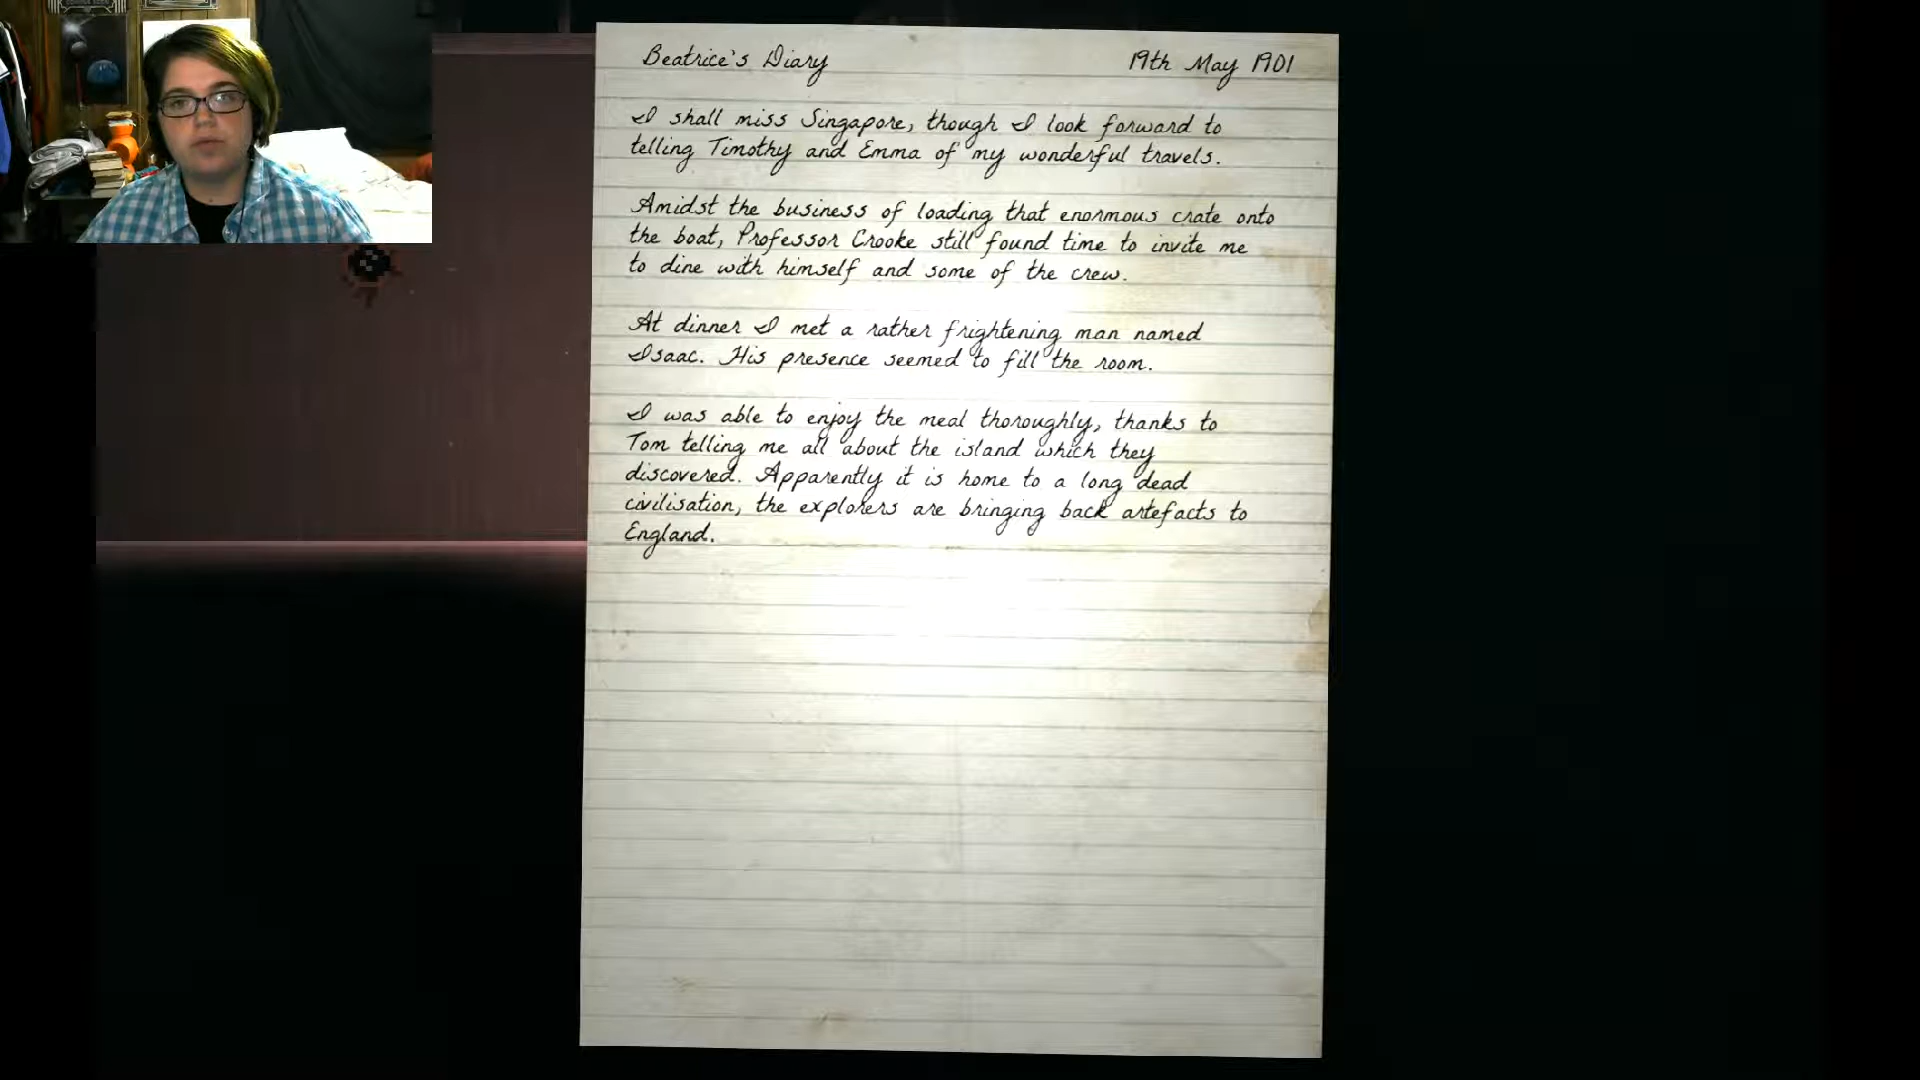 Beatrice's Diary 19th May 1901
I shall miss Singapore, though I look forward to
telling Timothy and Emma of my wonderful travels.
Amidst the business of loading that enormous crate onto
the boat, Professor Crooke still found time to invite me
to dine with himself and some of the crew.
At dinner I met a rather frightening man named
Isaac. His presence seemed to fill the room.
I was able to enjoy the meal thoroughly, thanks to
Tom telling me all about the island which they
discovered. Apparently it is home to a long dead
civilisation, the explorers are bringing back artefacts to
England.